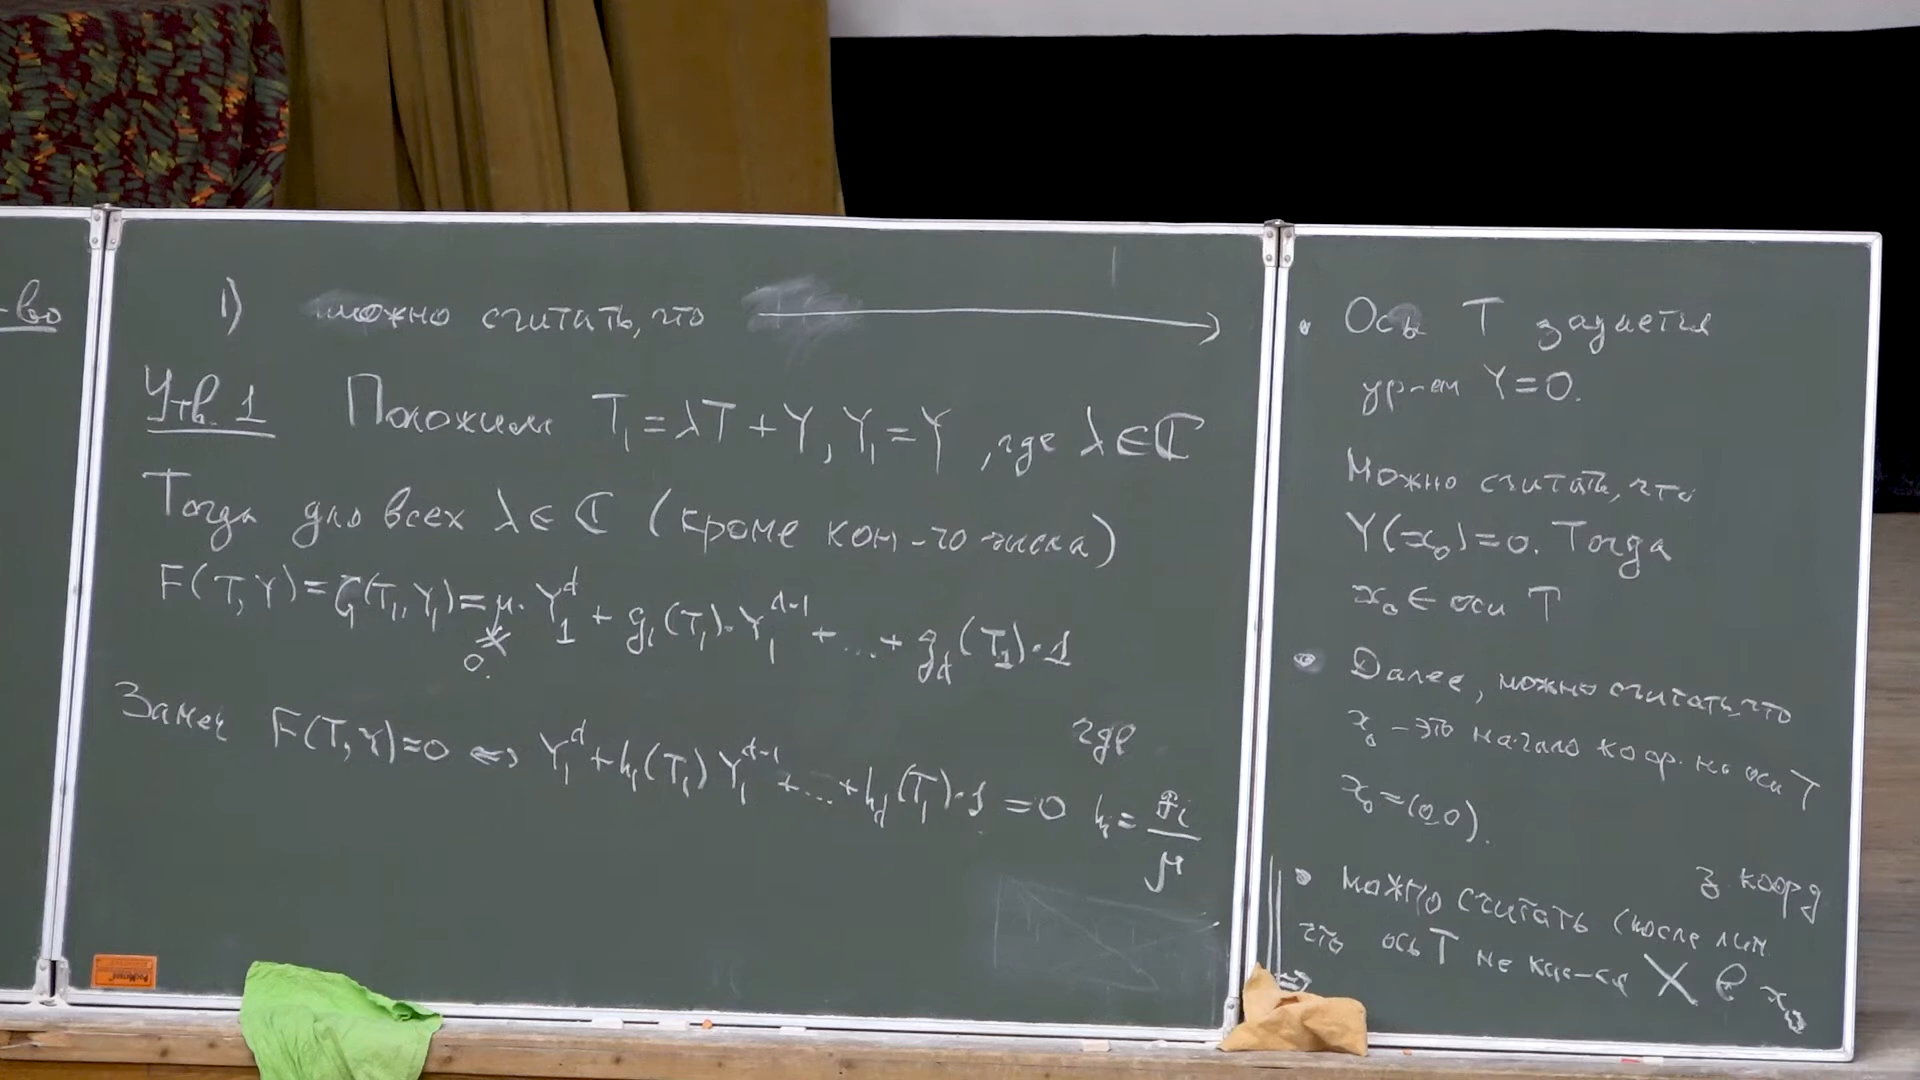 -во
1) можно считать, что
Утв. 1 Положим T₁ = λT + Y, Y₁ = Y, где λ ∈ ℂ
Тогда для всех λ ∈ ℂ (кроме кон-го числа)
F(T, Y) = G(T₁, Y₁) = μ · Y₁^d + g₁(T₁) · Y₁^{d-1} + ... + g_d(T₁) · 1
≠ 0.
Замеч F(T, Y) = 0 ⇔ Y₁^d + h₁(T₁) Y₁^{d-1} + ... + h_d(T₁) · 1 = 0 где h_i = g_i / μ
• Ось T задаётся
ур-ем Y = 0.
Можно считать, что
Y(x₀) = 0. Тогда
x₀ ∈ оси T
• Далее, можно считать, что
x₀ – это начало коор. на оси T
x₀ = (0,0).
• можно считать (после лин. з. коорд
что ось T не кас-ся X в x₀